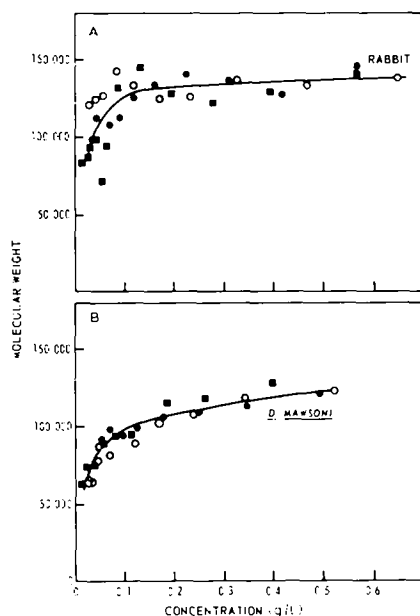 A
150 000
RABBIT
100 000
50 000
MOLECULAR WEIGHT
B
150 000
D. MAWSONI
100 000
50 000
0 0.1 0.2 0.3 0.4 0.5 0.6
CONCENTRATION (g/L)